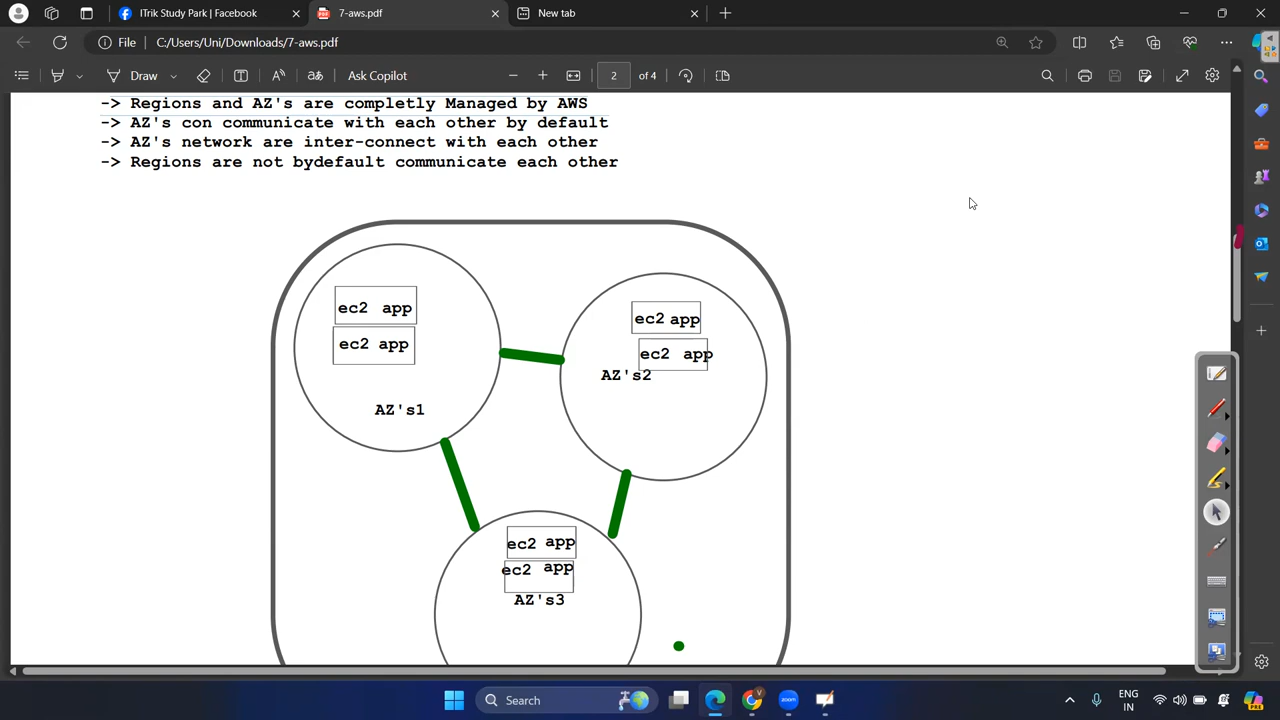 ITrik Study Park | Facebook
7-aws.pdf
New tab
File
C:/Users/Uni/Downloads/7-aws.pdf
Draw
Ask Copilot
2 of 4
-> Regions and AZ's are completly Managed by AWS
-> AZ's con communicate with each other by default
-> AZ's network are inter-connect with each other
-> Regions are not bydefault communicate each other
ec2 app
ec2 app
AZ's1
ec2 app
ec2 app
AZ's2
ec2 app
ec2 app
AZ's3
Search
zoom
ENG
IN